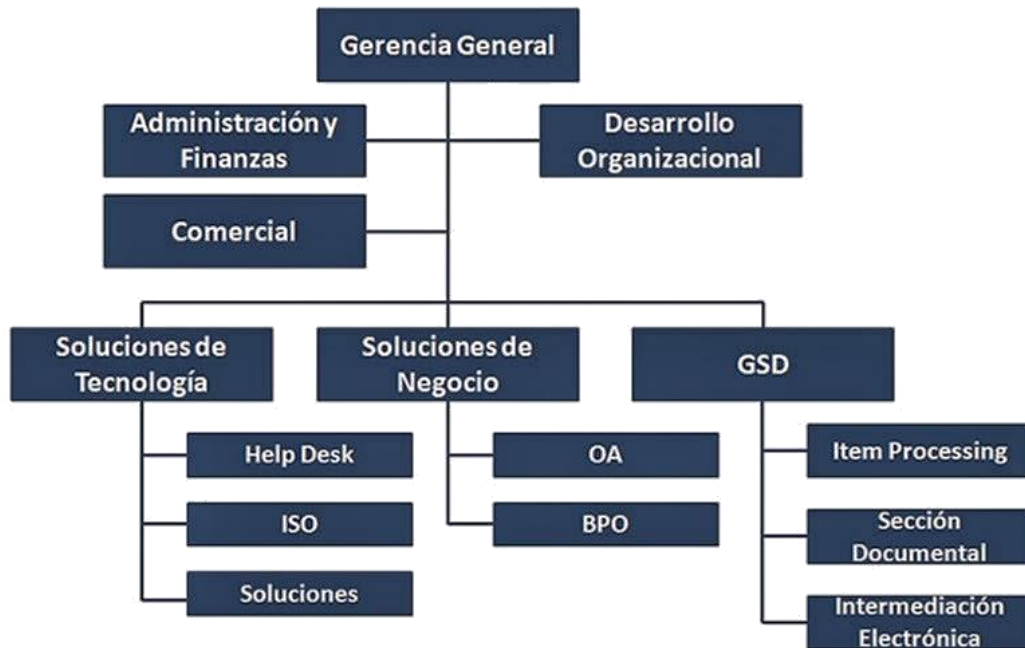 Gerencia General
Administración y
Finanzas
Desarrollo
Organizacional
Comercial
Soluciones de
Tecnología
Soluciones de
Negocio
GSD
Help Desk
ISO
Soluciones
OA
BPO
Item Processing
Sección
Documental
Intermediación
Electrónica